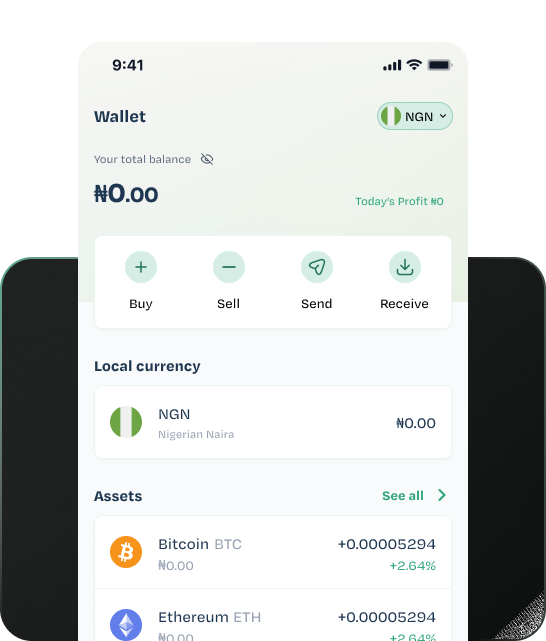 9:41
Wallet
NGN
Your total balance
₦0.00
Today's Profit ₦0
Buy Sell Send Receive
Local currency
NGN
₦0.00
Nigerian Naira
Assets See all
Bitcoin BTC +0.00005294
₦0.00 +2.64%
Ethereum ETH +0.00005294
₦0.00 +2.64%